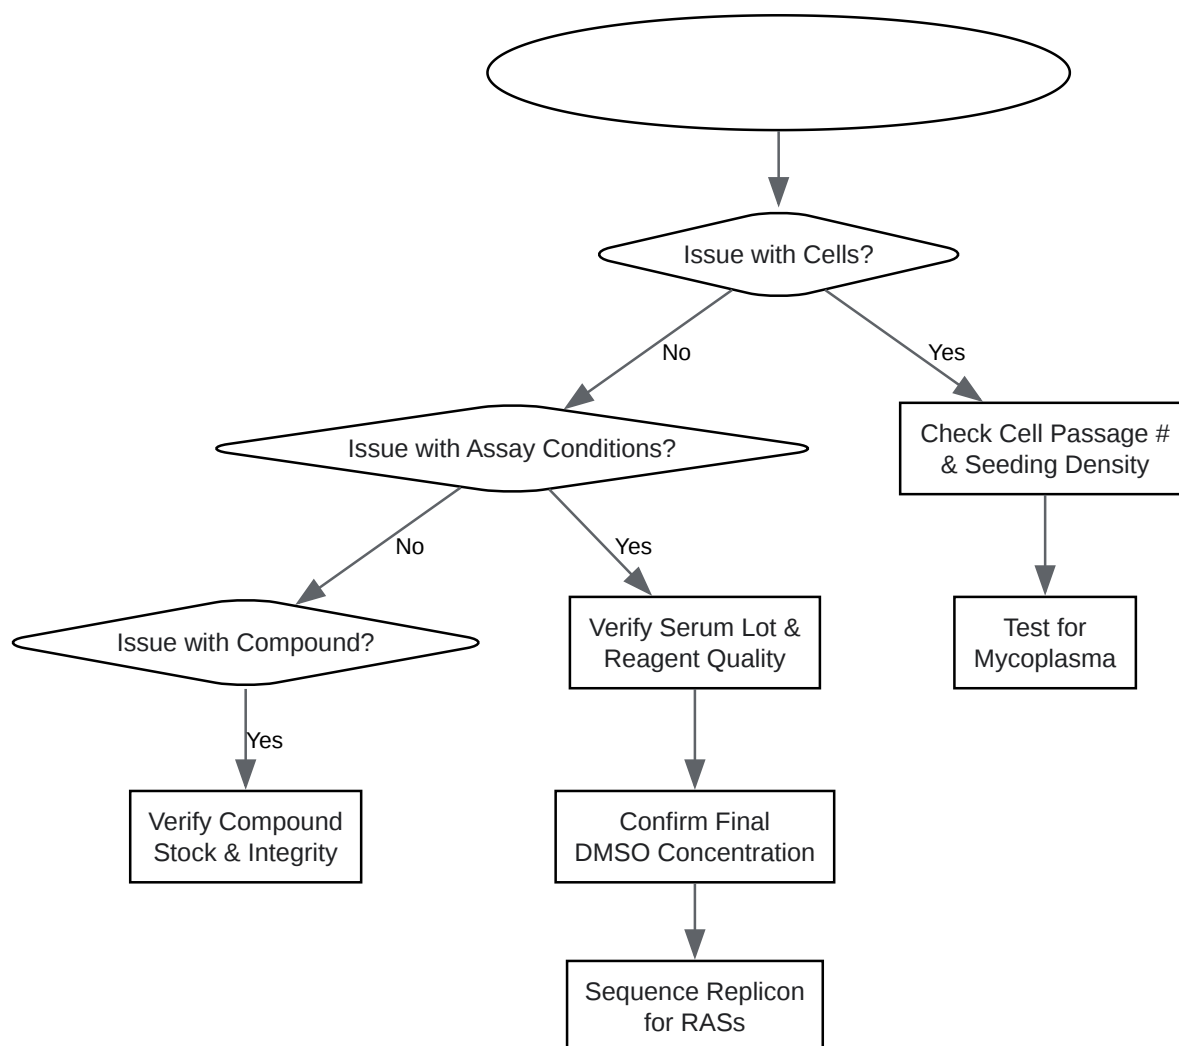 Issue with Cells?
No
Yes
Check Cell Passage #
& Seeding Density
Issue with Assay Conditions?
No
Yes
Issue with Compound?
Verify Serum Lot &
Reagent Quality
Test for
Mycoplasma
Yes
Verify Compound
Stock & Integrity
Confirm Final
DMSO Concentration
Sequence Replicon
for RASs